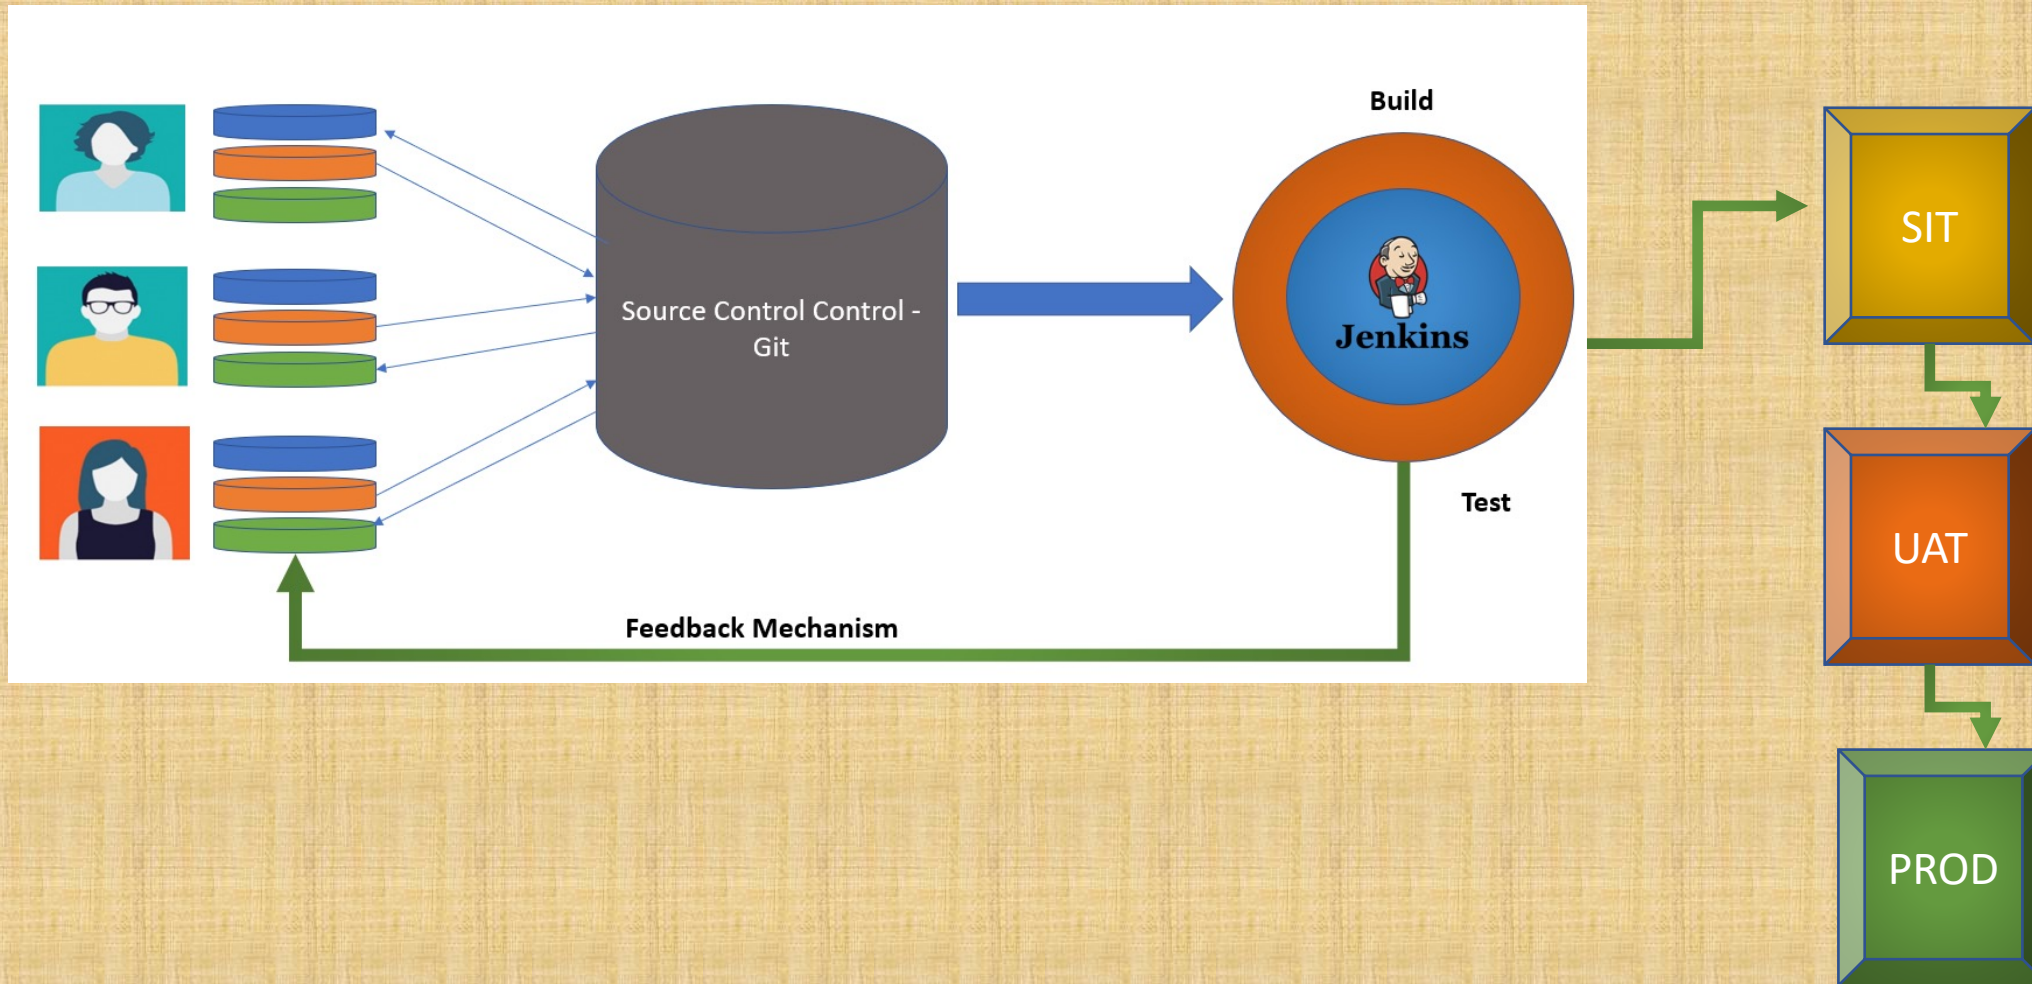 Build
Source Control Control -
Git
Jenkins
Test
Feedback Mechanism
SIT
UAT
PROD